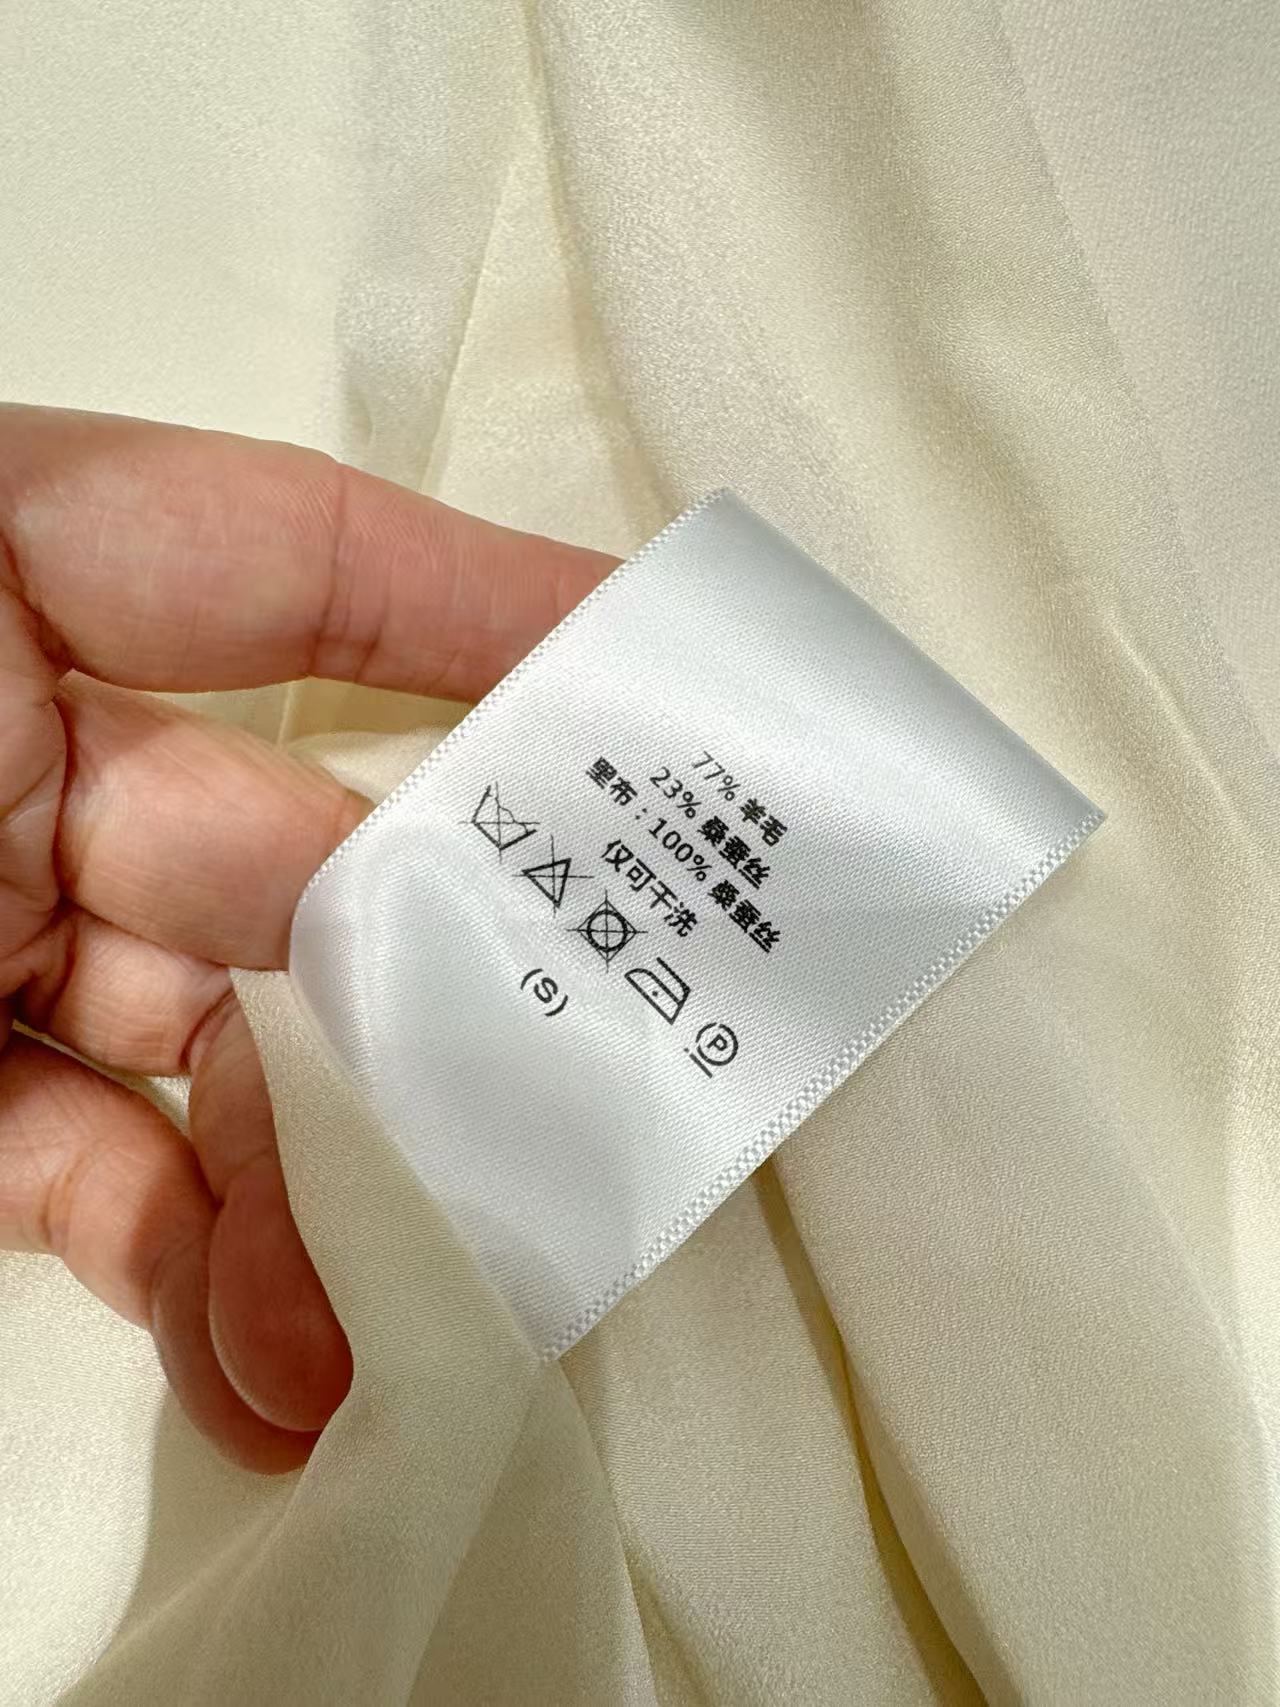 77% 羊毛
23% 桑蚕丝
里布：100% 桑蚕丝
仅可干洗
P
(S)